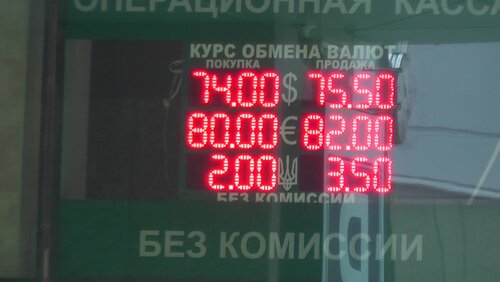 ОПЕРАЦИОННАЯ КАССА
КУРС ОБМЕНА ВАЛЮТ
ПОКУПКА ПРОДАЖА
74.00 $ 75.50
80.00 € 82.00
2.00 3.50
БЕЗ КОМИССИИ
БЕЗ КОМИССИИ